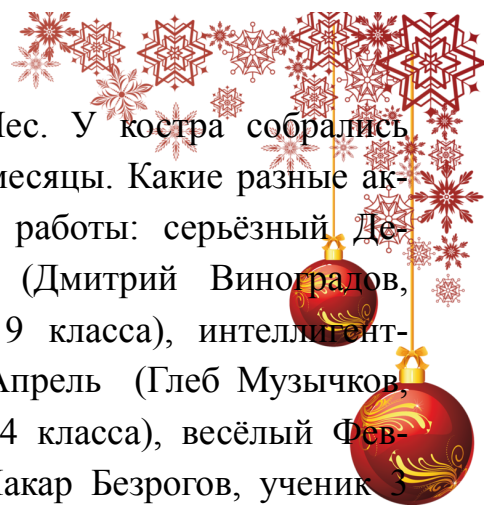 Лес. У костра собрались
месяцы. Какие разные ак-
работы: серьёзный Де-
(Дмитрий Виноградов,
9 класса), интеллигент-
Апрель (Глеб Музычков,
4 класса), весёлый Фев-
Макар Безрогов, ученик 3